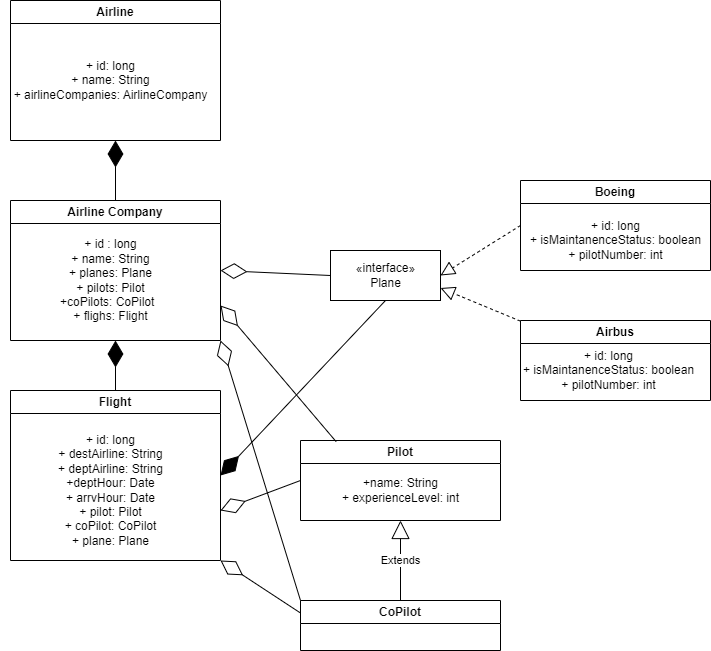 Airline
+ id: long
+ name: String
+ airlineCompanies: AirlineCompany
Airline Company
+ id : long
+ name: String
+ planes: Plane
+ pilots: Pilot
+coPilots: CoPilot
+ flighs: Flight
Flight
+ id: long
+ destAirline: String
+ deptAirline: String
+deptHour: Date
+ arrvHour: Date
+ pilot: Pilot
+ coPilot: CoPilot
+ plane: Plane
«interface»
Plane
Boeing
+ id: long
+ isMaintanenceStatus: boolean
+ pilotNumber: int
Airbus
+ id: long
+ isMaintanenceStatus: boolean
+ pilotNumber: int
Pilot
+name: String
+ experienceLevel: int
Extends
CoPilot